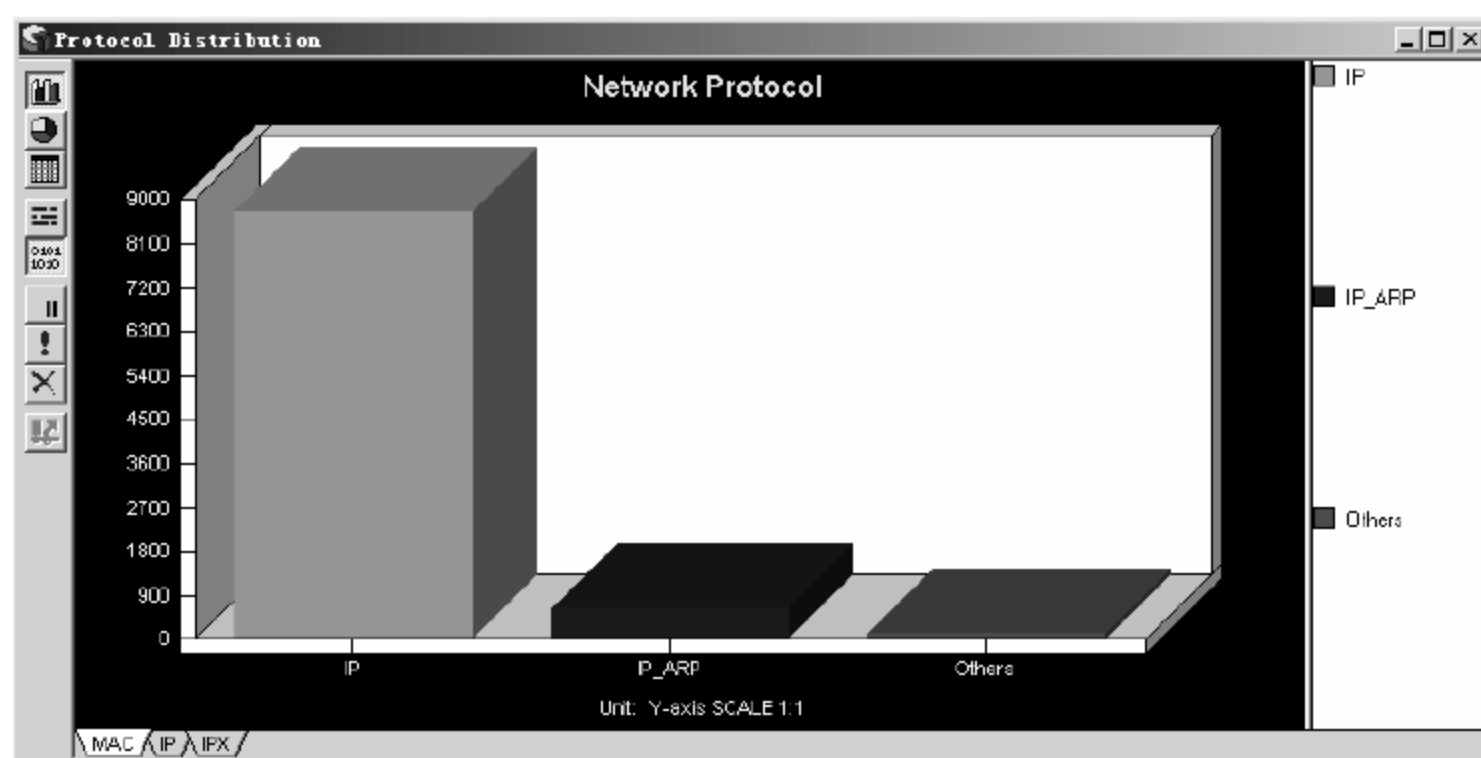 Protocol Distribution
Network Protocol
9000
8100
7200
6300
5400
4500
3600
2700
1800
900
0
IP
IP_ARP
Others
Unit: Y-axis SCALE 1:1
IP
IP_ARP
Others
0101
1010
MAC
IP
IPX